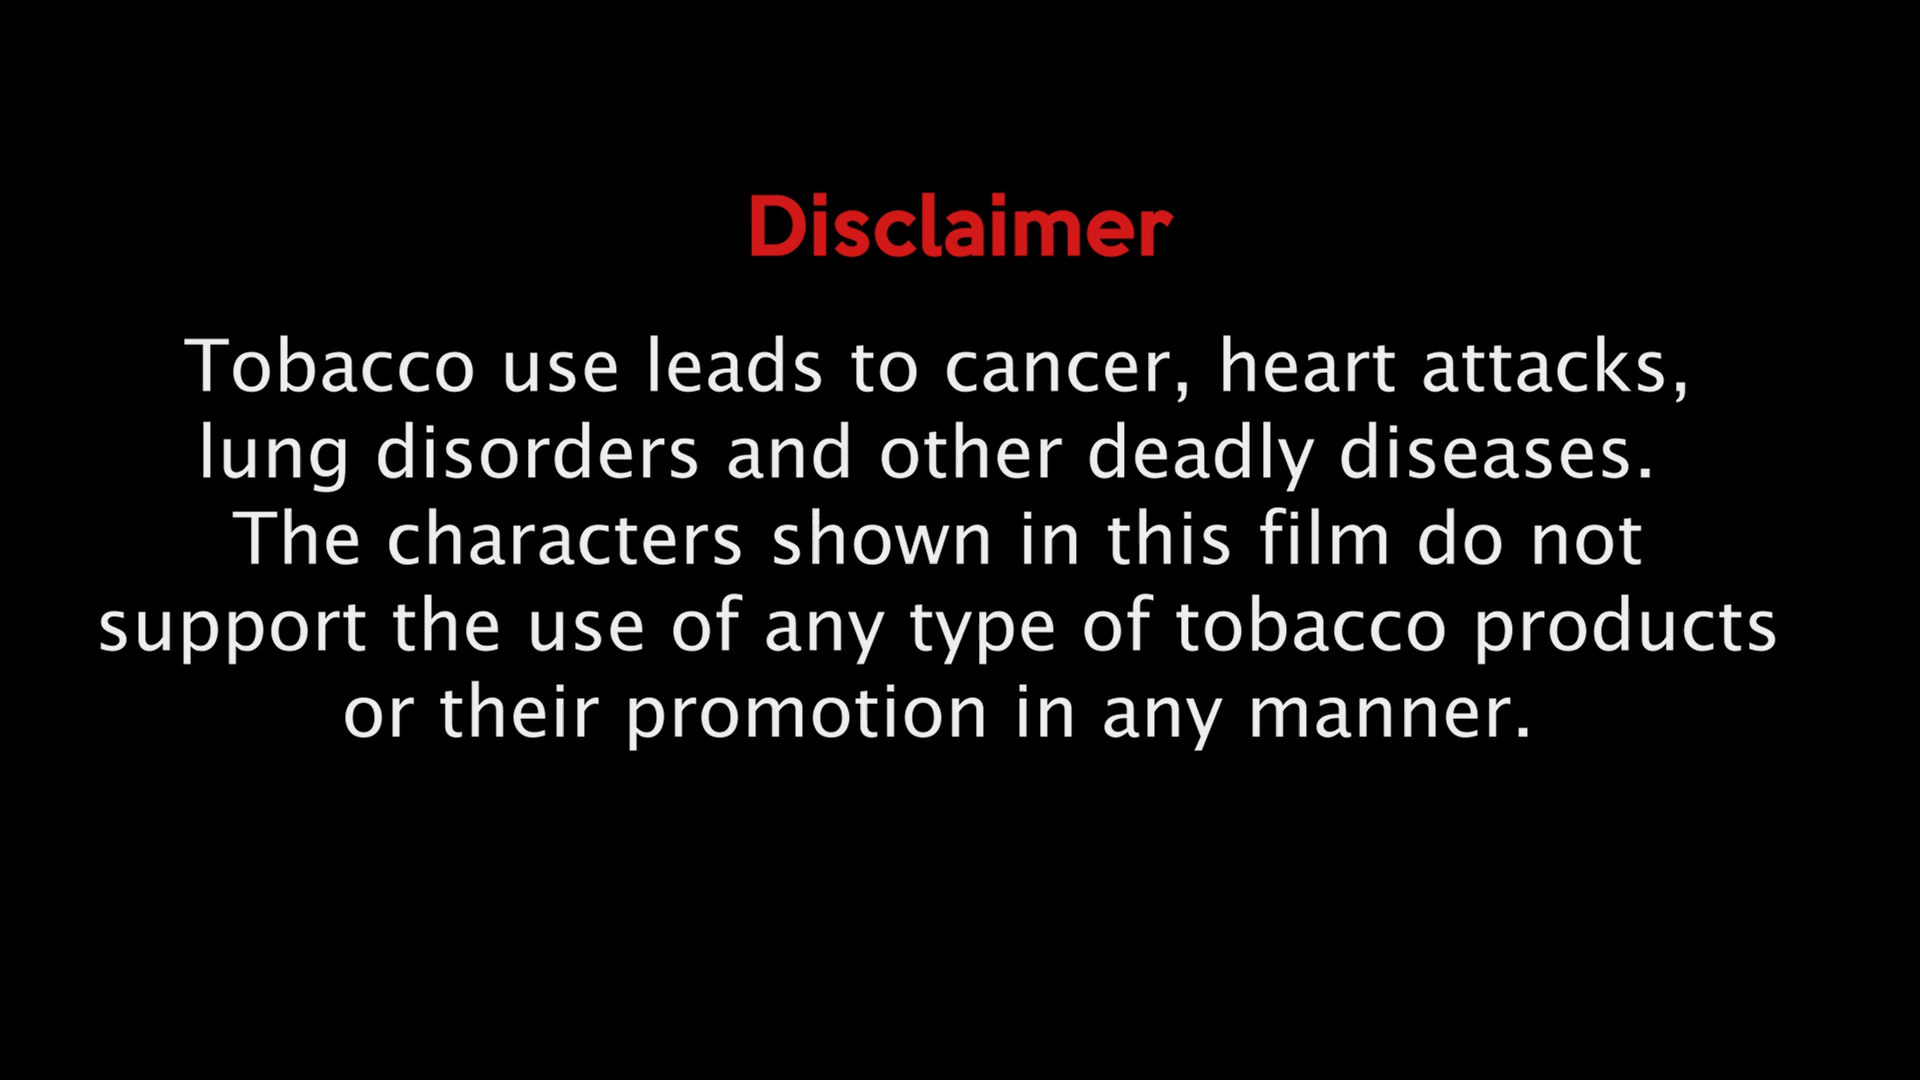 Disclaimer
Tobacco use leads to cancer, heart attacks,
lung disorders and other deadly diseases.
The characters shown in this film do not
support the use of any type of tobacco products
or their promotion in any manner.